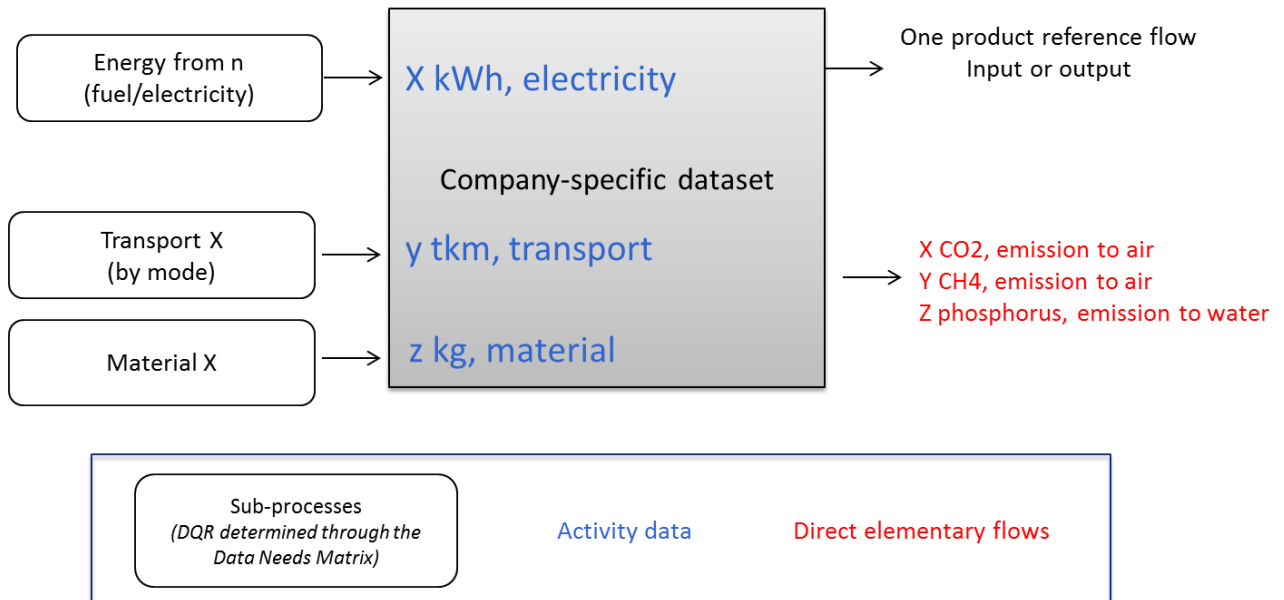 Energy from n
(fuel/electricity)
X kWh, electricity
One product reference flow
Input or output
Company-specific dataset
Transport X
(by mode)
y tkm, transport
X CO2, emission to air
Y CH4, emission to air
Z phosphorus, emission to water
Material X
z kg, material
Sub-processes
(DQR determined through the
Data Needs Matrix)
Activity data
Direct elementary flows